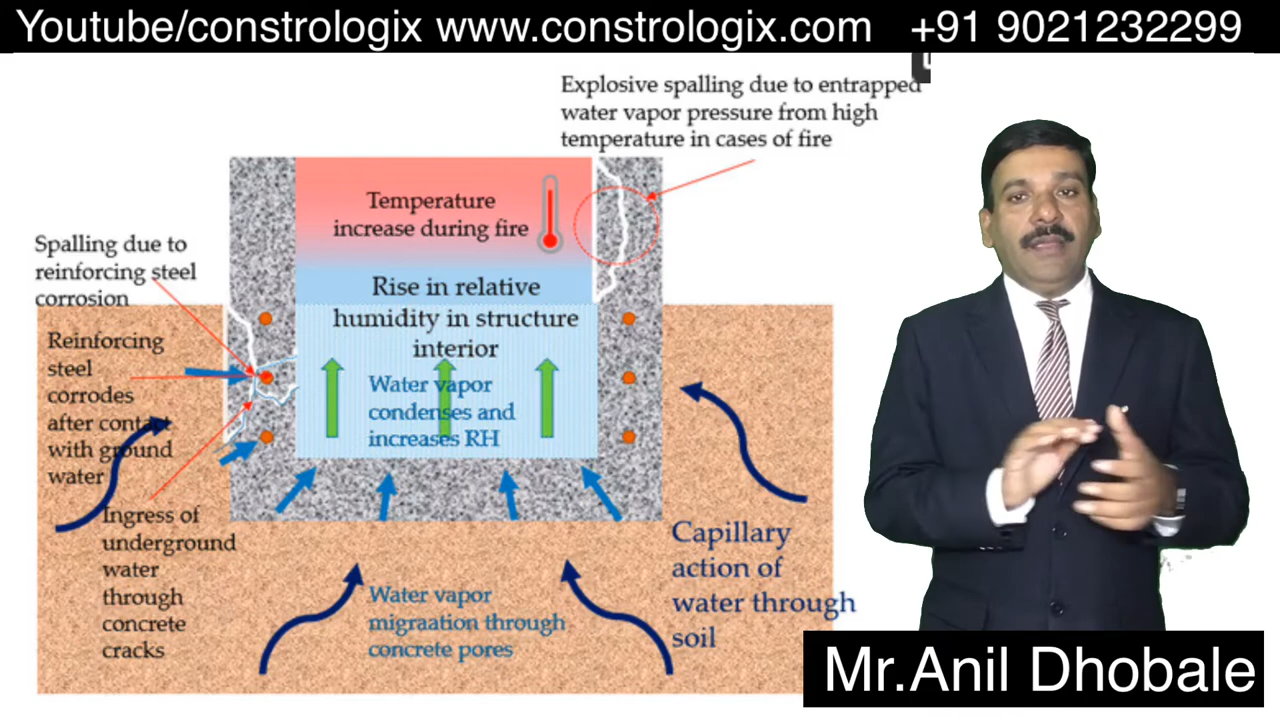 Youtube/constrologix www.constrologix.com +91 9021232299
Explosive spalling due to entrapped
water vapor pressure from high
temperature in cases of fire
Temperature
increase during fire
Spalling due to
reinforcing steel
corrosion
Rise in relative
humidity in structure
interior
Reinforcing
steel
corrodes
after contact
with ground
water
Water vapor
condenses and
increases RH
Ingress of
underground
water
through
concrete
cracks
Capillary
action of
water through
soil
Water vapor
migraation through
concrete pores
Mr.Anil Dhobale